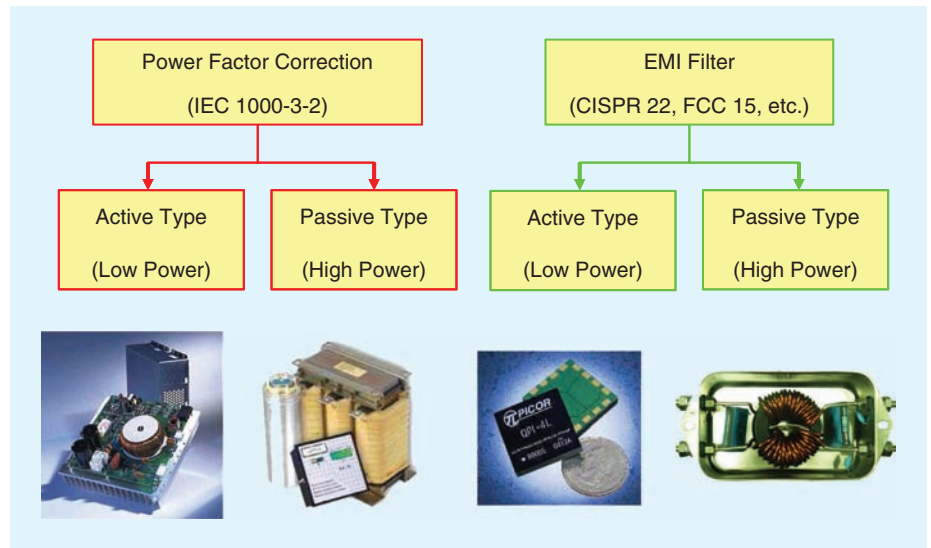 Power Factor Correction
(IEC 1000-3-2)
EMI Filter
(CISPR 22, FCC 15, etc.)
Active Type
(Low Power)
Passive Type
(High Power)
Active Type
(Low Power)
Passive Type
(High Power)
PICOR
QPI-4L